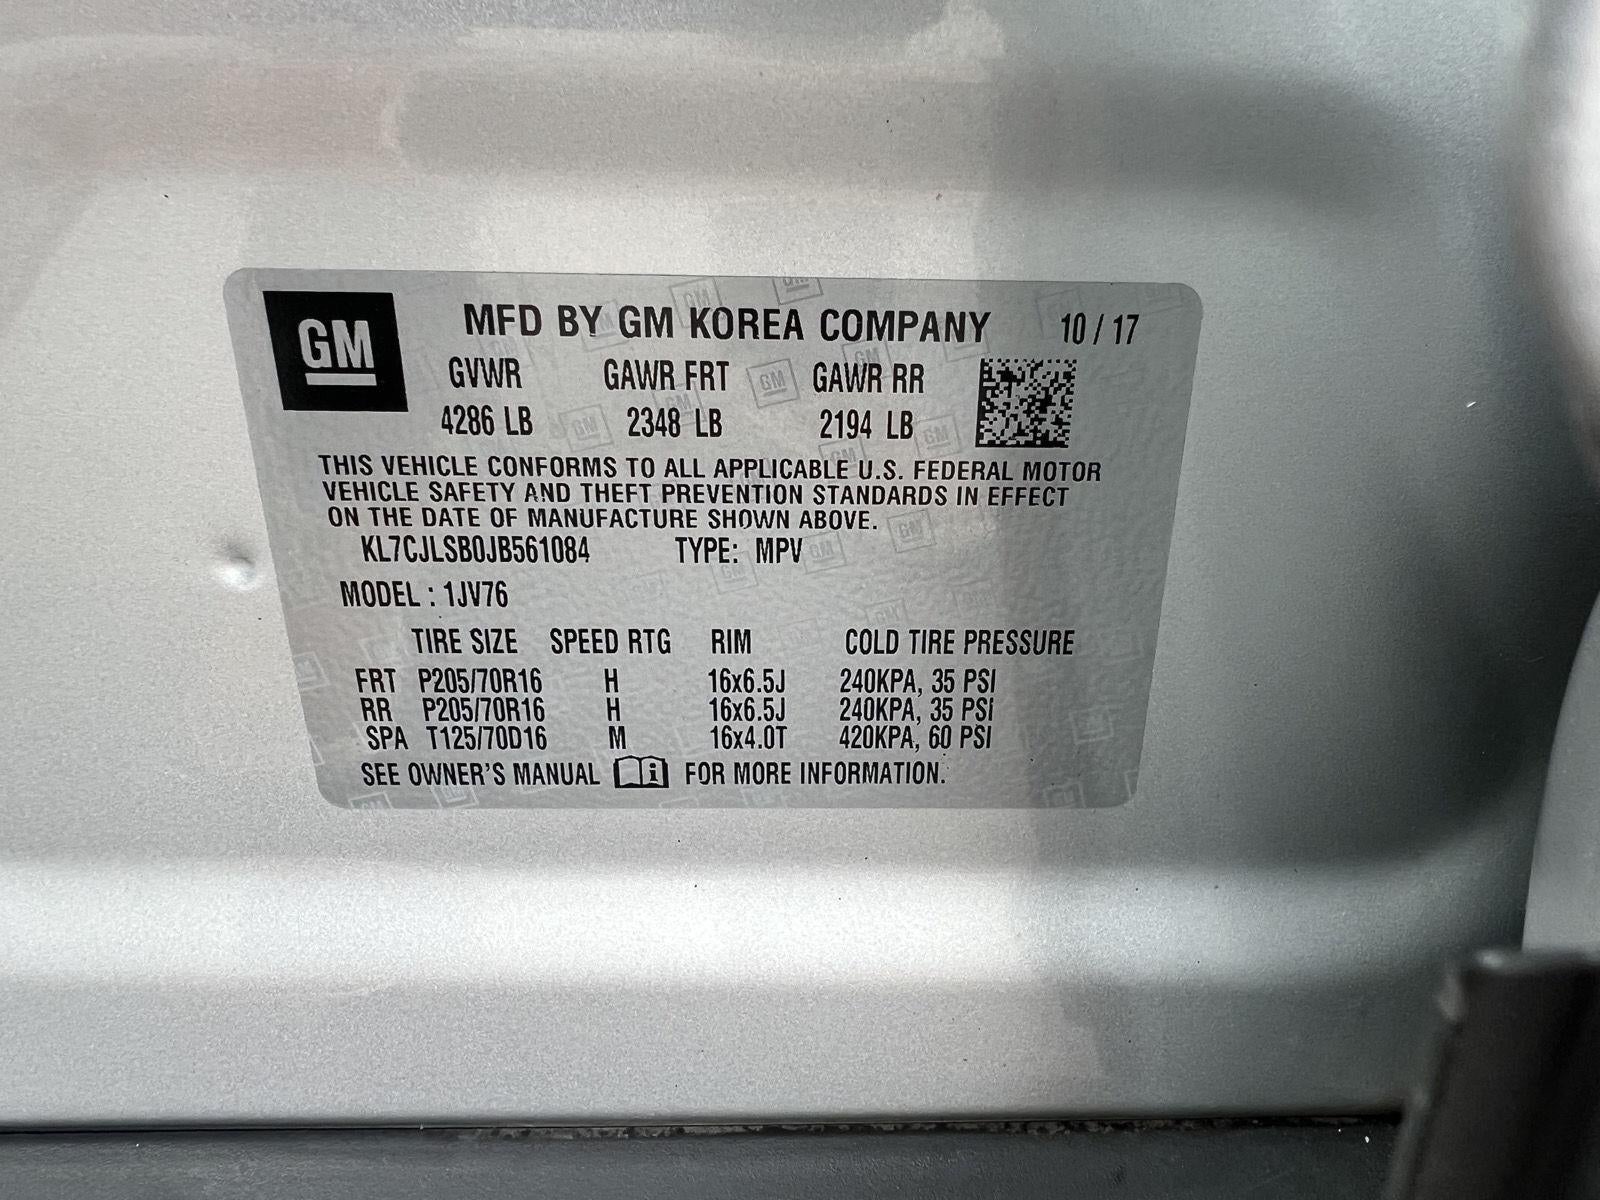 GM MFD BY GM KOREA COMPANY 10 / 17
GVWR GAWR FRT GAWR RR
4286 LB 2348 LB 2194 LB
THIS VEHICLE CONFORMS TO ALL APPLICABLE U.S. FEDERAL MOTOR
VEHICLE SAFETY AND THEFT PREVENTION STANDARDS IN EFFECT
ON THE DATE OF MANUFACTURE SHOWN ABOVE.
KL7CJLSB0JB561084 TYPE: MPV
MODEL : 1JV76
TIRE SIZE SPEED RTG RIM COLD TIRE PRESSURE
FRT P205/70R16 H 16x6.5J 240KPA, 35 PSI
RR P205/70R16 H 16x6.5J 240KPA, 35 PSI
SPA T125/70D16 M 16x4.0T 420KPA, 60 PSI
SEE OWNER'S MANUAL i FOR MORE INFORMATION.